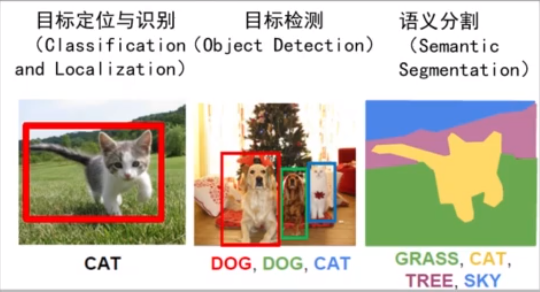 目标定位与识别
（Classification
and Localization）
目标检测
（Object Detection）
语义分割
（Semantic
Segmentation）
CAT
DOG, DOG, CAT
GRASS, CAT,
TREE, SKY